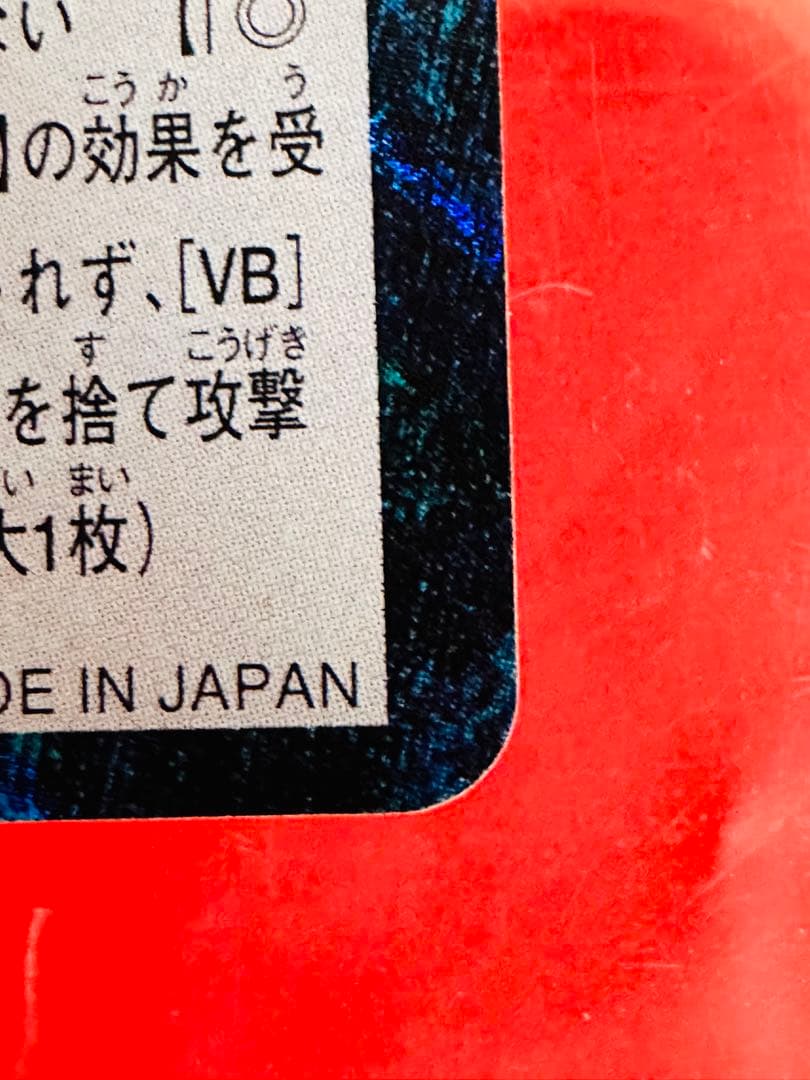 い 【
の効果を受
れず、[VB]
を捨て攻撃
大1枚)
DE IN JAPAN